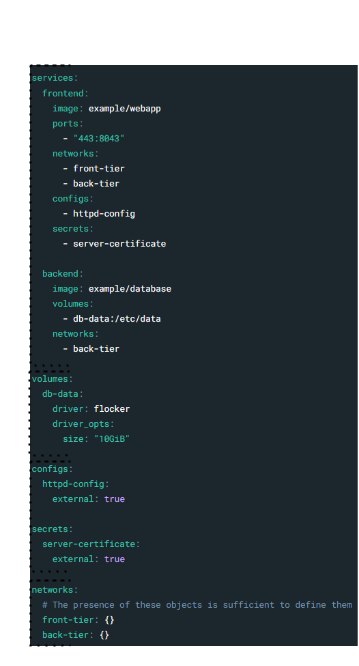 services:
  frontend:
    image: example/webapp
    ports:
      - "443:8043"
    networks:
      - front-tier
      - back-tier
    configs:
      - httpd-config
    secrets:
      - server-certificate

  backend:
    image: example/database
    volumes:
      - db-data:/etc/data
    networks:
      - back-tier

volumes:
  db-data:
    driver: flocker
    driver_opts:
      size: "10GiB"

configs:
  httpd-config:
    external: true

secrets:
  server-certificate:
    external: true

networks:
  # The presence of these objects is sufficient to define them
  front-tier: {}
  back-tier: {}